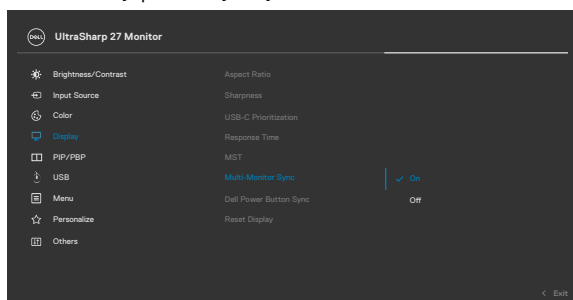 DELL UltraSharp 27 Monitor
Brightness/Contrast Aspect Ratio
Input Source Sharpness
Color USB-C Prioritization
Display Response Time
PIP/PBP MST
USB Multi-Monitor Sync ✓ On
Menu Dell Power Button Sync Off
Personalize Reset Display
Others
< Exit